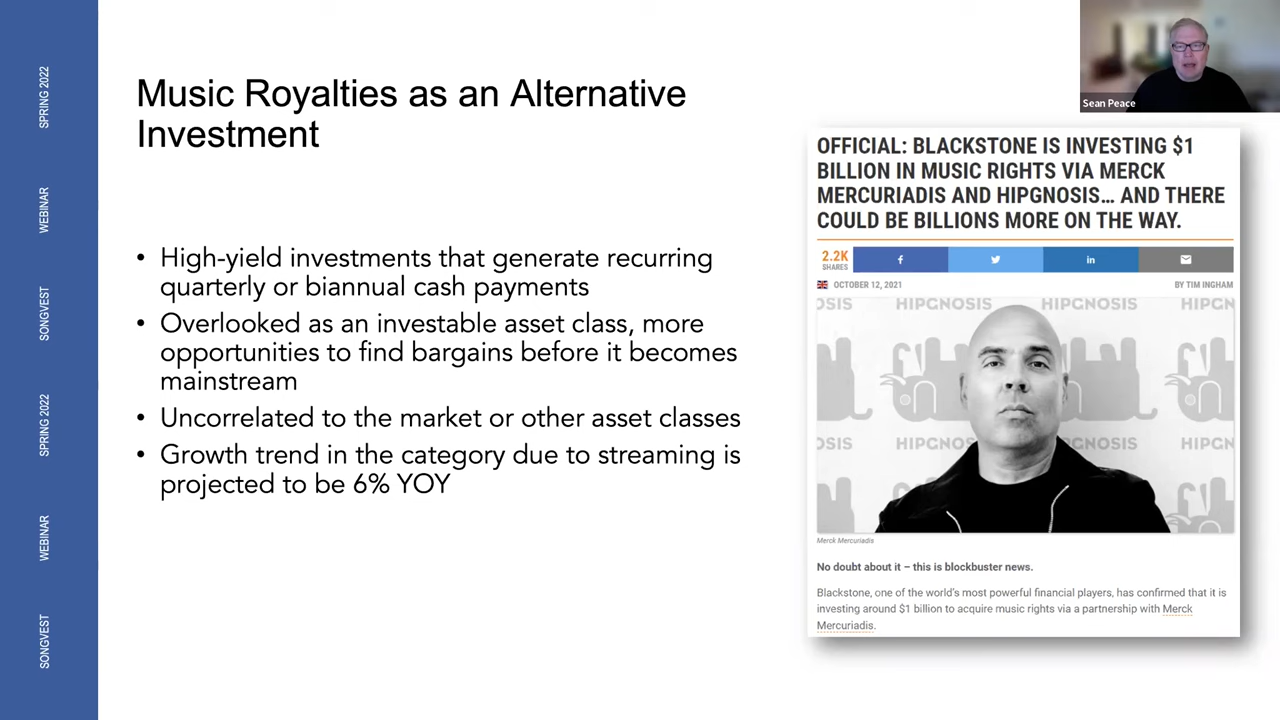 SPRING 2022
WEBINAR
SONGVEST
SPRING 2022
WEBINAR
SONGVEST
Music Royalties as an Alternative
Investment
• High-yield investments that generate recurring
quarterly or biannual cash payments
• Overlooked as an investable asset class, more
opportunities to find bargains before it becomes
mainstream
• Uncorrelated to the market or other asset classes
• Growth trend in the category due to streaming is
projected to be 6% YOY
Sean Peace
OFFICIAL: BLACKSTONE IS INVESTING $1
BILLION IN MUSIC RIGHTS VIA MERCK
MERCURIADIS AND HIPGNOSIS… AND THERE
COULD BE BILLIONS MORE ON THE WAY.
2.2K
SHARES
f
in
OCTOBER 12, 2021 BY TIM INGHAM
OSIS HIPGNOSIS HIPGNOSIS HIPGN
OSIS HIPGNOSIS HIPGNOSIS HIPGN
Merck Mercuriadis
No doubt about it – this is blockbuster news.
Blackstone, one of the world's most powerful financial players, has confirmed that it is
investing around $1 billion to acquire music rights via a partnership with Merck
Mercuriadis.